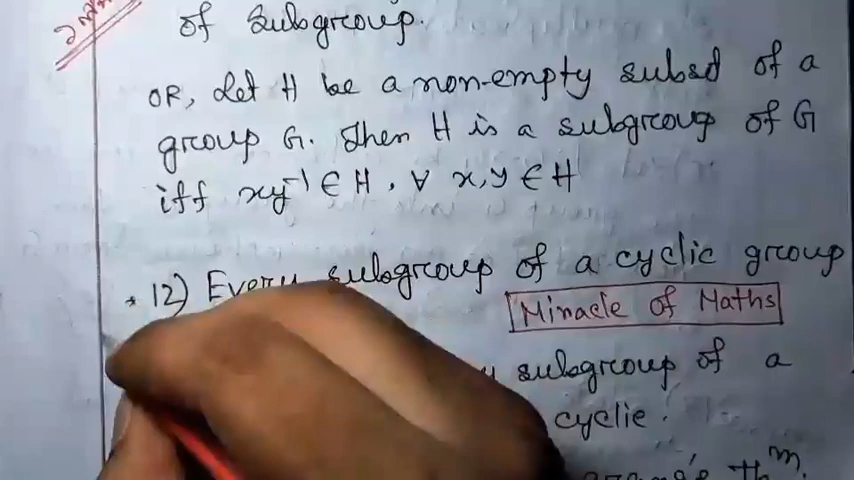 of Subgroup.
OR, Let H be a non-empty subset of a
group G. Then H is a subgroup of G
iff xy⁻¹ ∈ H, ∀ x,y ∈ H
* 12) Every subgroup of a cyclic group
Miracle of Maths
subgroup of a
cyclic.
thm.